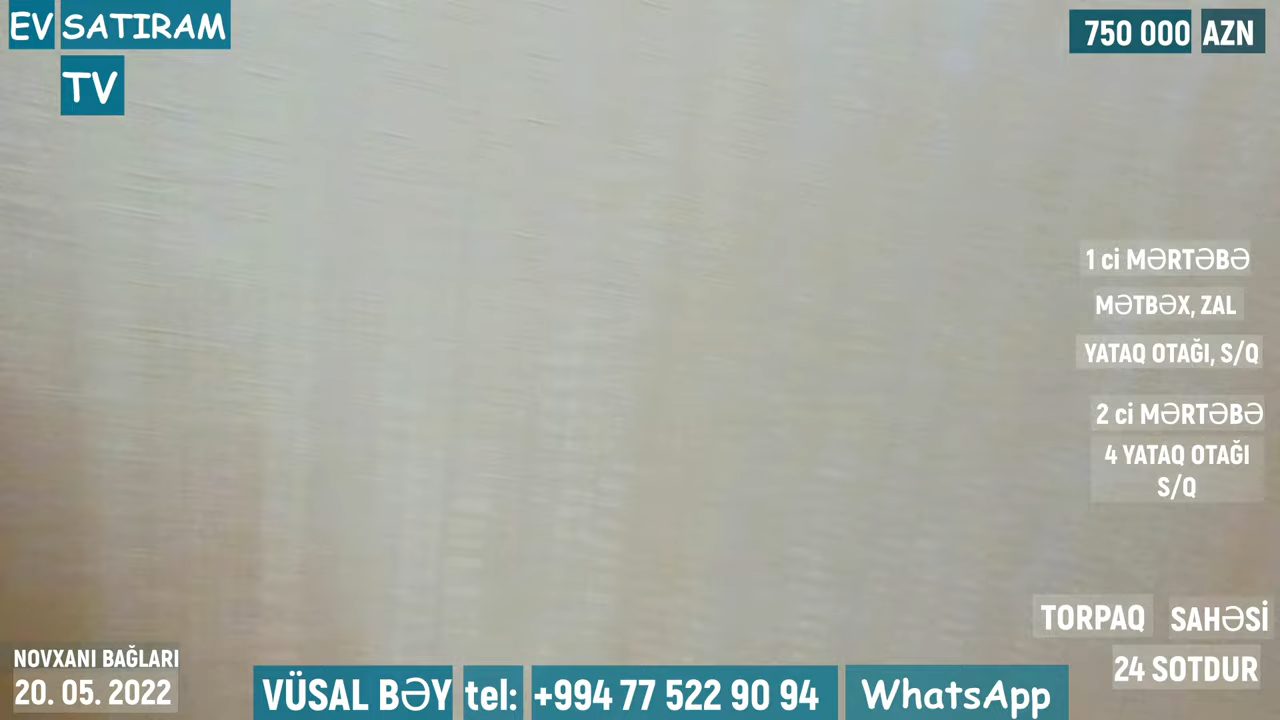 EV SATIRAM
TV
750 000 AZN
1 ci MƏRTƏBƏ
MƏTBƏX, ZAL
YATAQ OTAĞI, S/Q
2 ci MƏRTƏBƏ
4 YATAQ OTAĞI
S/Q
TORPAQ SAHƏSİ
24 SOTDUR
NOVXANI BAĞLARI
20. 05. 2022
VÜSAL BƏY tel: +994 77 522 90 94 WhatsApp